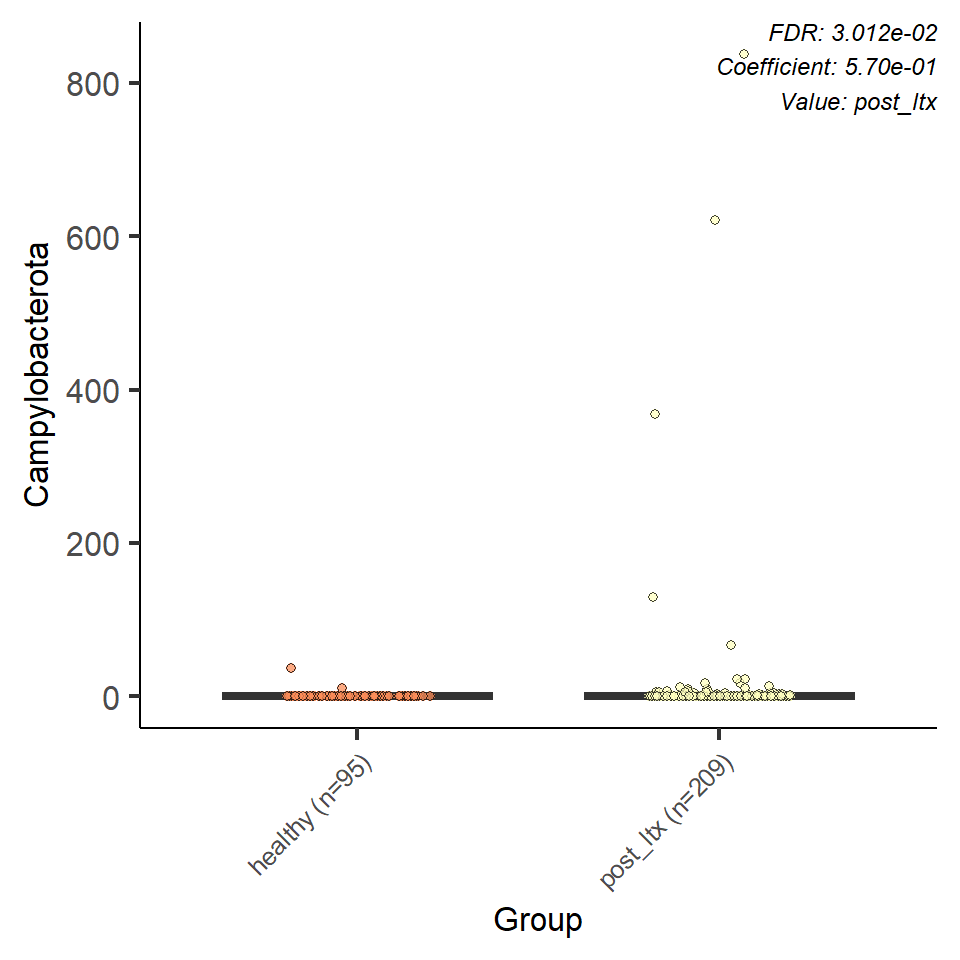 FDR: 3.012e-02
Coefficient: 5.70e-01
Value: post_ltx
Campylobacterota
800
600
400
200
0
healthy (n=95)
post_ltx (n=209)
Group